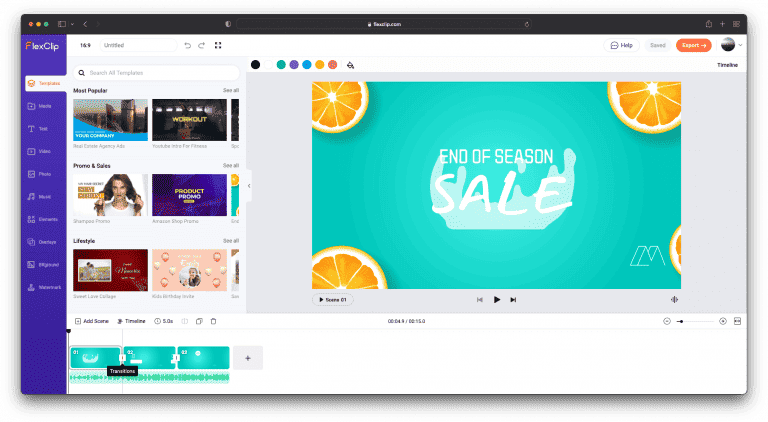 flexclip.com
FlexClip
16:9
Untitled
Help
Saved
Export →
Templates
Media
Text
Video
Photo
Music
Elements
Overlays
BKground
Watermark
Search All Templates
Timeline
Most Popular
See all
YOUR COMPANY
WORKOUT
Real Estate Agency Ads
Youtube Intro For Fitness
Promo & Sales
See all
PRODUCT
PROMO
Shampoo Promo
Amazon Shop Promo
Lifestyle
See all
Memories
Sweet Love Collage
Kids Birthday Invite
END OF SEASON
SALE
Scene 01
Add Scene
Timeline
5.0s
00:04.9 / 00:15.0
01
02
03
+
Transitions